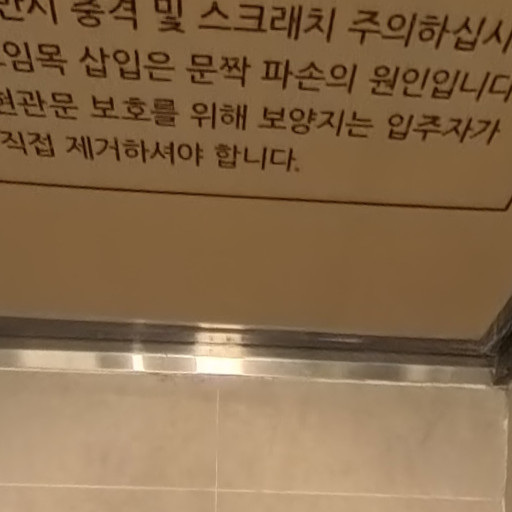 충격 및 스크래치 주의하십시
삽입은 문짝 파손의 원인입니다
현관문 보호를 위해 보양지는 입주자가
직접 제거하셔야 합니다.